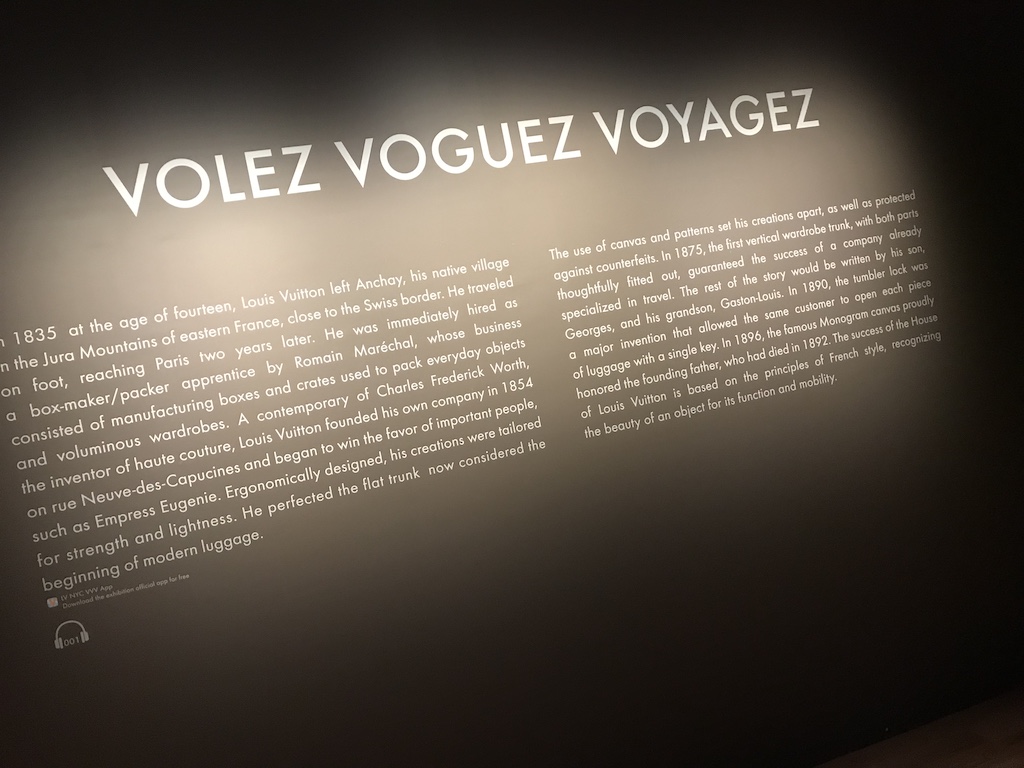 VOLEZ VOGUEZ VOYAGEZ
1835 at the age of fourteen, Louis Vuitton left Anchay, his native village
in the Jura Mountains of eastern France, close to the Swiss border. He traveled
on foot, reaching Paris two years later. He was immediately hired as
a box-maker/packer apprentice by Romain Maréchal, whose business
consisted of manufacturing boxes and crates used to pack everyday objects
and voluminous wardrobes. A contemporary of Charles Frederick Worth,
the inventor of haute couture, Louis Vuitton founded his own company in 1854
on rue Neuve-des-Capucines and began to win the favor of important people,
such as Empress Eugenie. Ergonomically designed, his creations were tailored
for strength and lightness. He perfected the flat trunk now considered the
beginning of modern luggage.
LV NYC VVV App
Download the exhibition official app for free
001
The use of canvas and patterns set his creations apart, as well as protected
against counterfeits. In 1875, the first vertical wardrobe trunk, with both parts
thoughtfully fitted out, guaranteed the success of a company already
specialized in travel. The rest of the story would be written by his son,
Georges, and his grandson, Gaston-Louis. In 1890, the tumbler lock was
a major invention that allowed the same customer to open each piece
of luggage with a single key. In 1896, the famous Monogram canvas proudly
honored the founding father, who had died in 1892. The success of the House
of Louis Vuitton is based on the principles of French style, recognizing
the beauty of an object for its function and mobility.